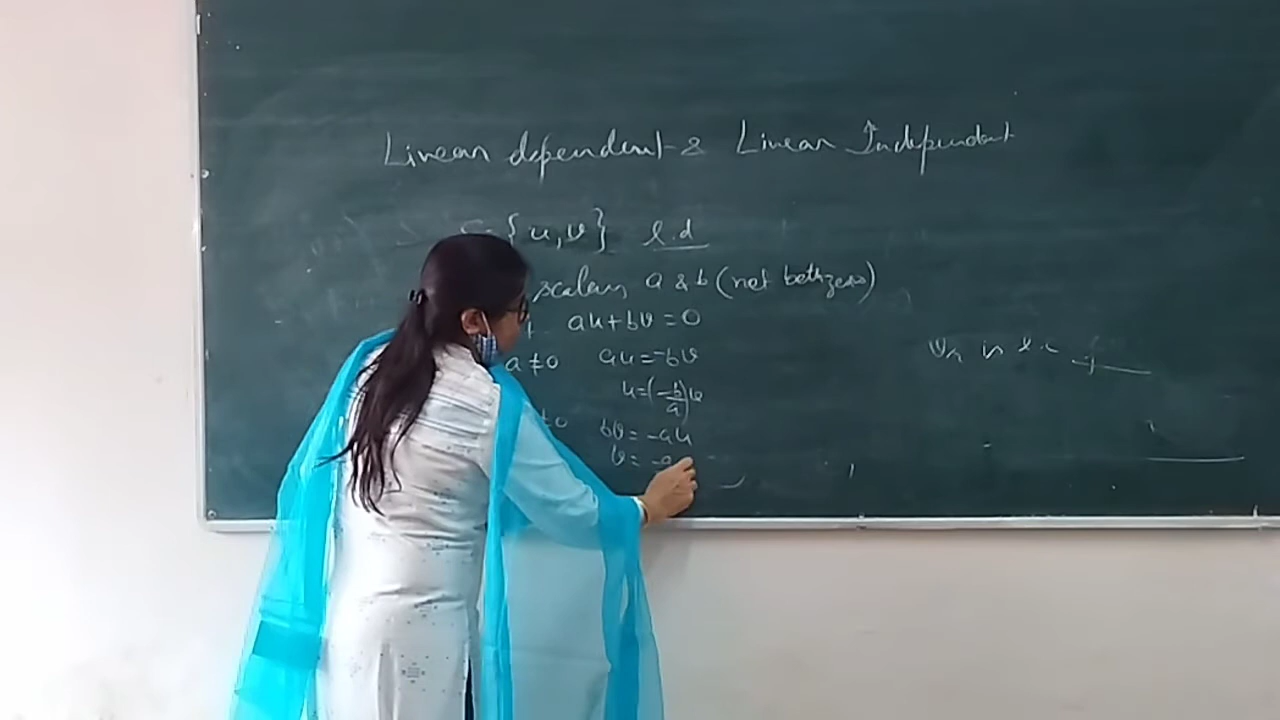 Linear dependent & Linear Independent
{u, v} l.d
scalars a & b (not both zero)
au + bv = 0
a ≠ 0 au = -bv
u = (-b/a)v
≠ 0 bv = -au
v = -a